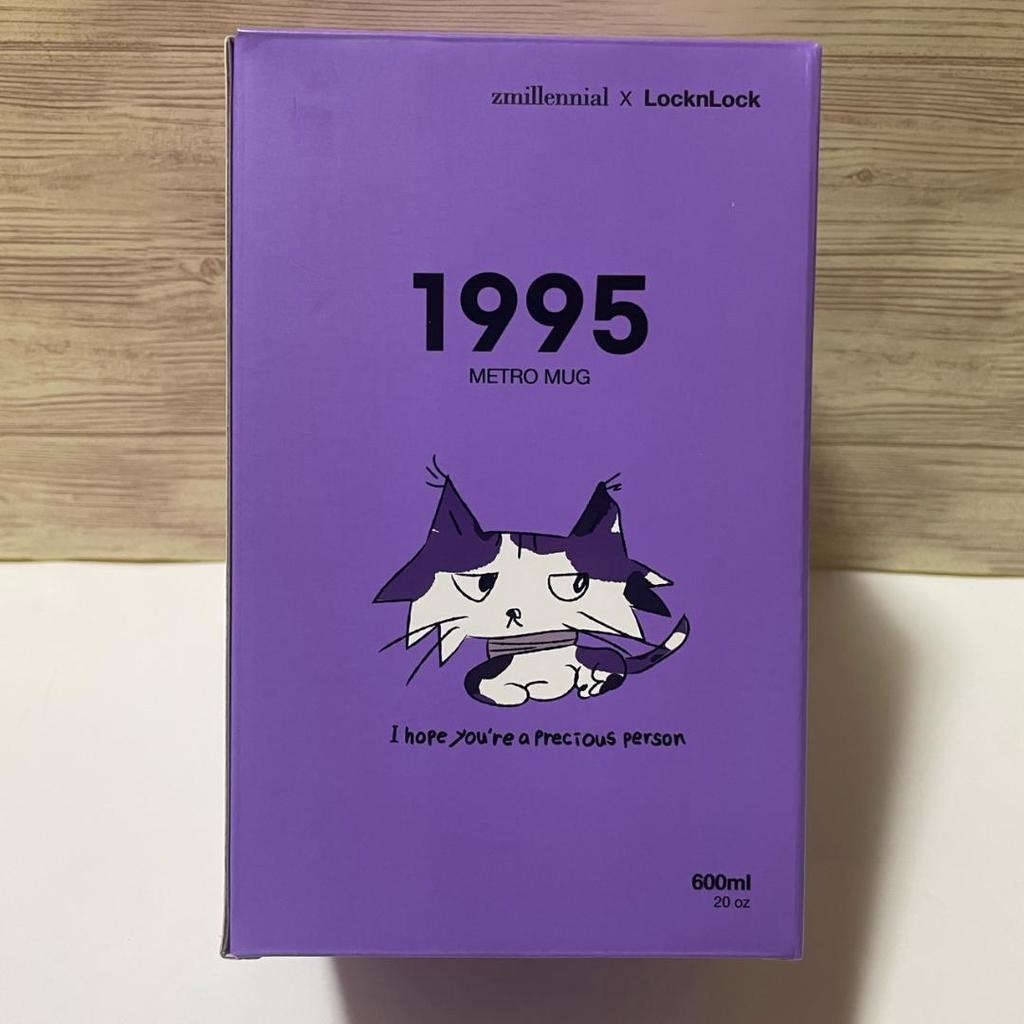 zmillennial X LocknLock
1995
METRO MUG
I hope you're a precious person
600ml
20 oz